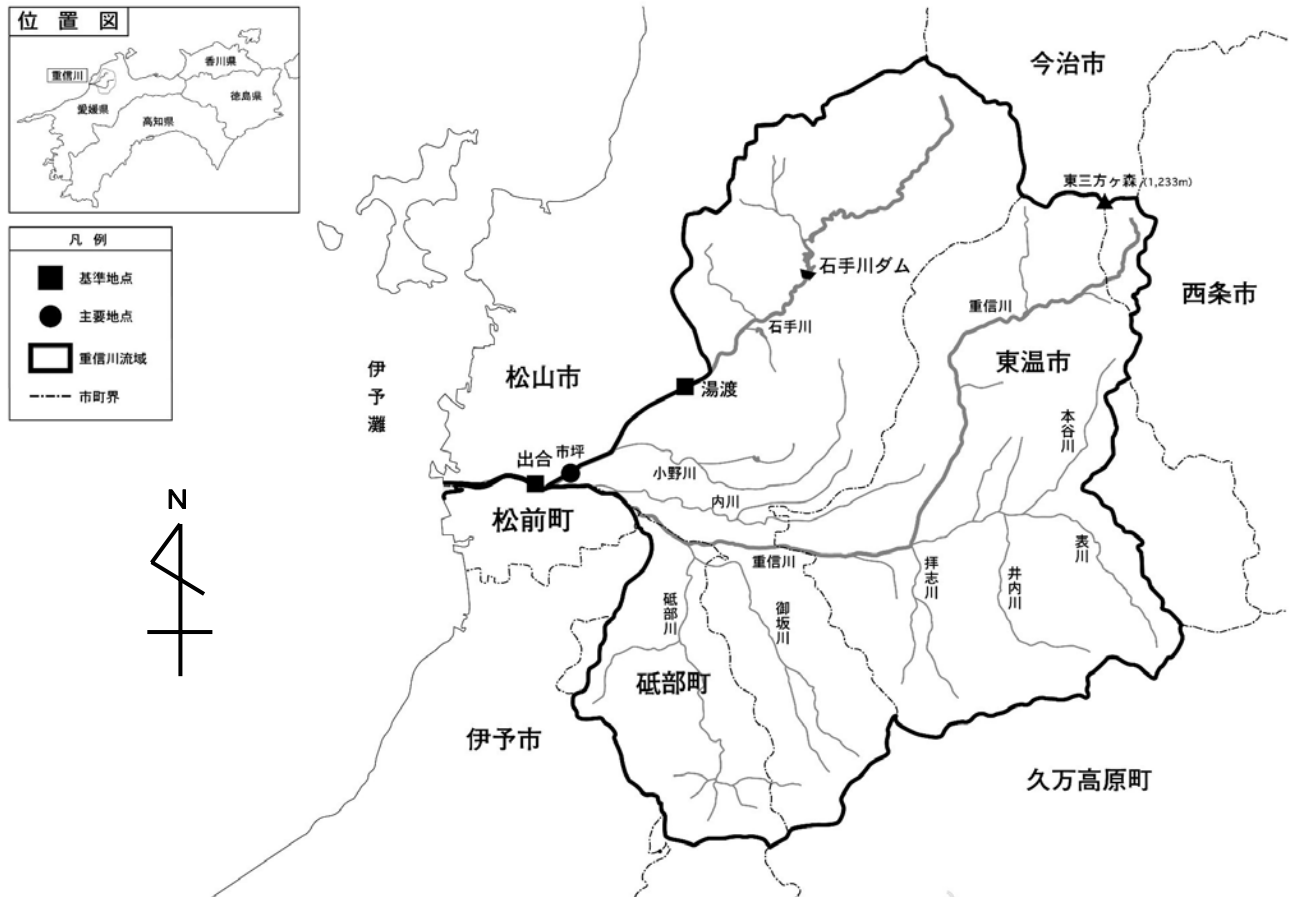 位置図
香川県
重信川
徳島県
愛媛県
高知県
凡例
基準地点
主要地点
重信川流域
市町界
今治市
東三方ヶ森 (1,233m)
石手川ダム
西条市
重信川
石手川
伊予灘
松山市
東温市
湯渡
本谷川
出合
市坪
小野川
内川
N
松前町
表川
重信川
拝志川
井内川
砥部川
御坂川
砥部町
伊予市
久万高原町